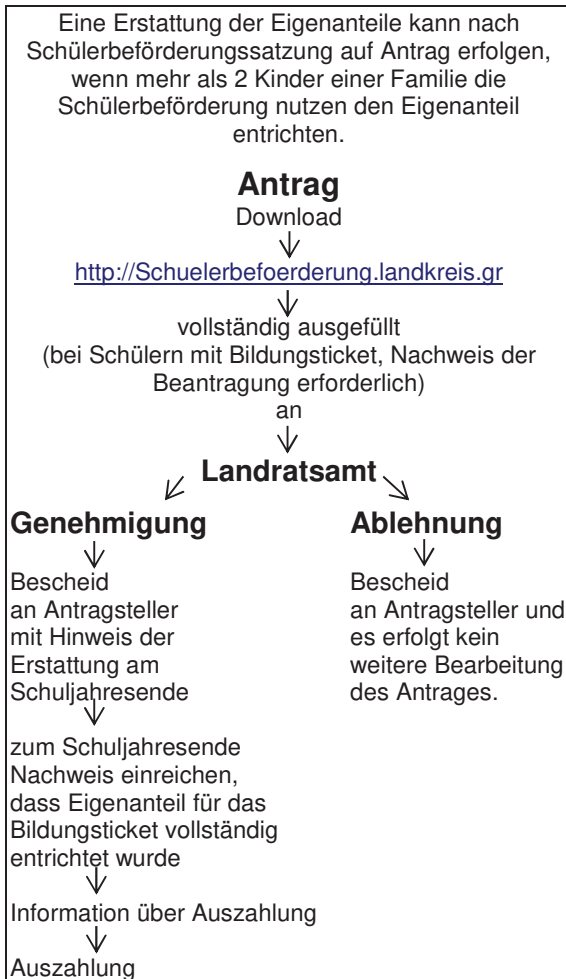 Eine Erstattung der Eigenanteile kann nach
Schülerbeförderungssatzung auf Antrag erfolgen,
wenn mehr als 2 Kinder einer Familie die
Schülerbeförderung nutzen den Eigenanteil
entrichten.
Antrag
Download
http://Schuelerbefoerderung.landkreis.gr
vollständig ausgefüllt
(bei Schülern mit Bildungsticket, Nachweis der
Beantragung erforderlich)
an
Landratsamt
Genehmigung
Bescheid
an Antragsteller
mit Hinweis der
Erstattung am
Schuljahresende
zum Schuljahresende
Nachweis einreichen,
dass Eigenanteil für das
Bildungsticket vollständig
entrichtet wurde
Information über Auszahlung
Auszahlung
Ablehnung
Bescheid
an Antragsteller und
es erfolgt kein
weitere Bearbeitung
des Antrages.